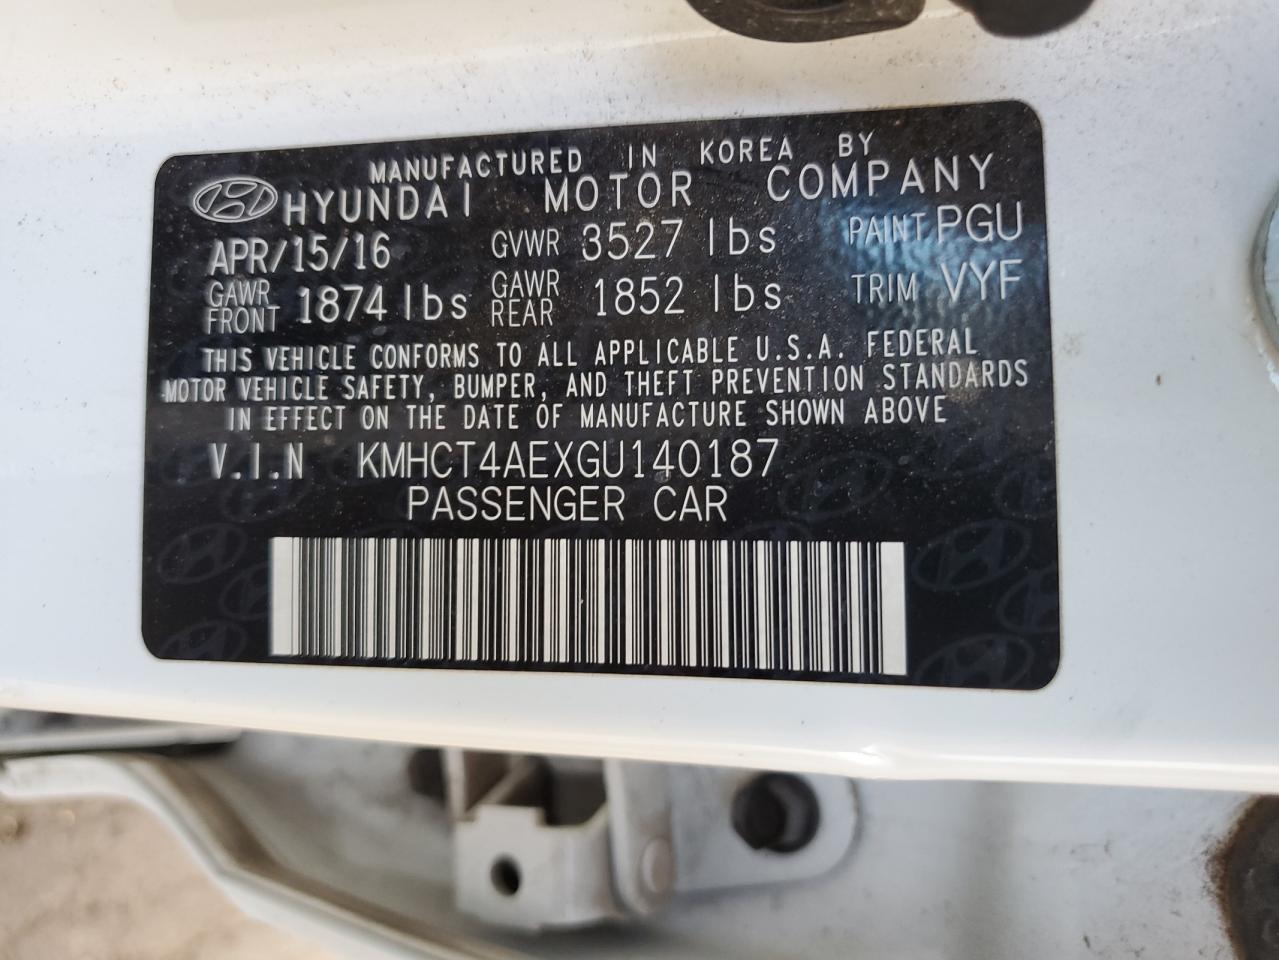 MANUFACTURED IN KOREA BY
HYUNDAI MOTOR COMPANY
APR/15/16 GVWR 3527 lbs PAINT PGU
GAWR FRONT 1874 lbs GAWR REAR 1852 lbs TRIM VYF
THIS VEHICLE CONFORMS TO ALL APPLICABLE U.S.A. FEDERAL
MOTOR VEHICLE SAFETY, BUMPER, AND THEFT PREVENTION STANDARDS
IN EFFECT ON THE DATE OF MANUFACTURE SHOWN ABOVE
V.I.N KMHCT4AEXGU140187
PASSENGER CAR